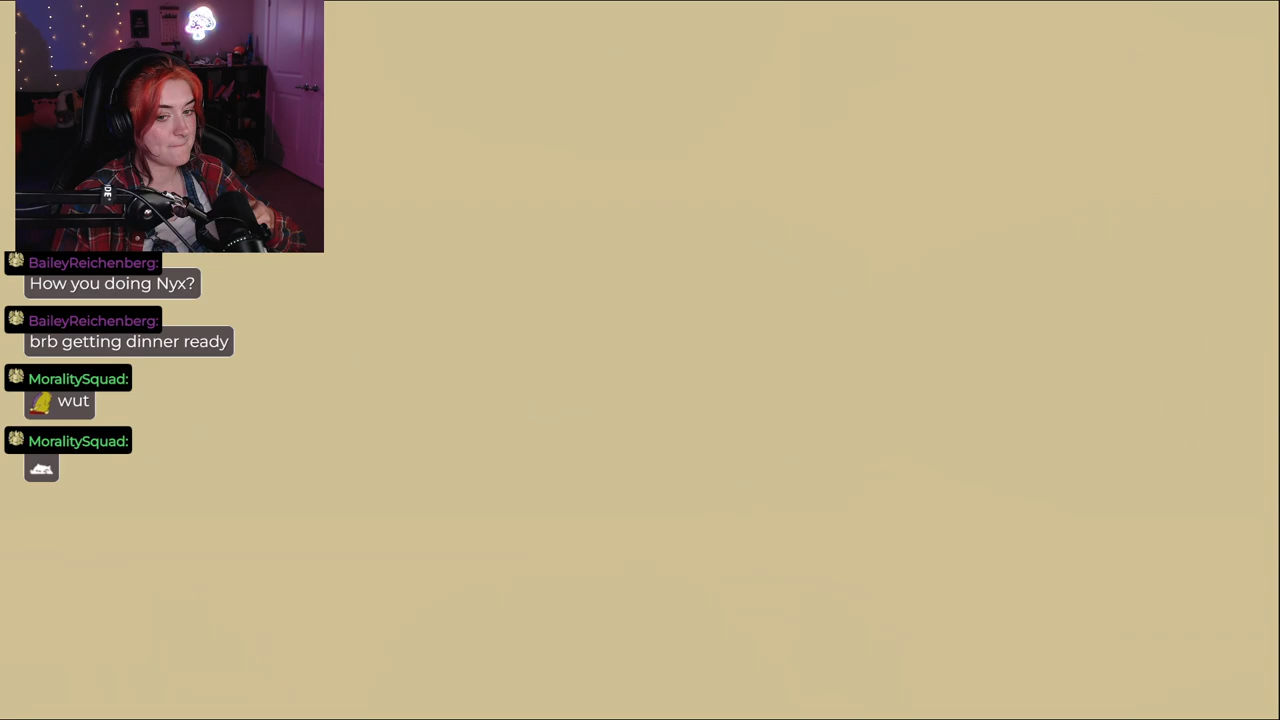 BaileyReichenberg:
How you doing Nyx?
BaileyReichenberg:
brb getting dinner ready
MoralitySquad:
wut
MoralitySquad: